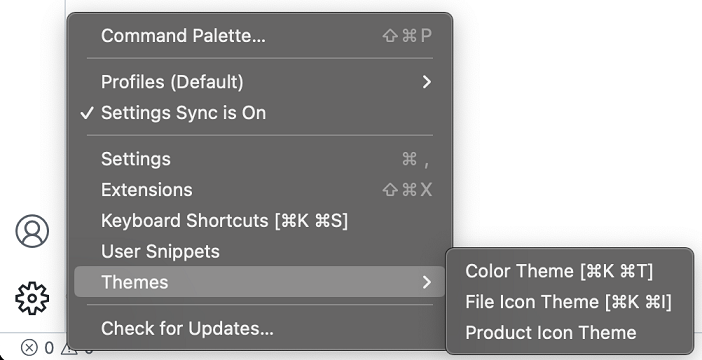 Command Palette... ⇧⌘P
Profiles (Default)
✓ Settings Sync is On
Settings ⌘ ,
Extensions ⇧⌘X
Keyboard Shortcuts [⌘K ⌘S]
User Snippets
Themes
Color Theme [⌘K ⌘T]
File Icon Theme [⌘K ⌘I]
Product Icon Theme
Check for Updates...
0